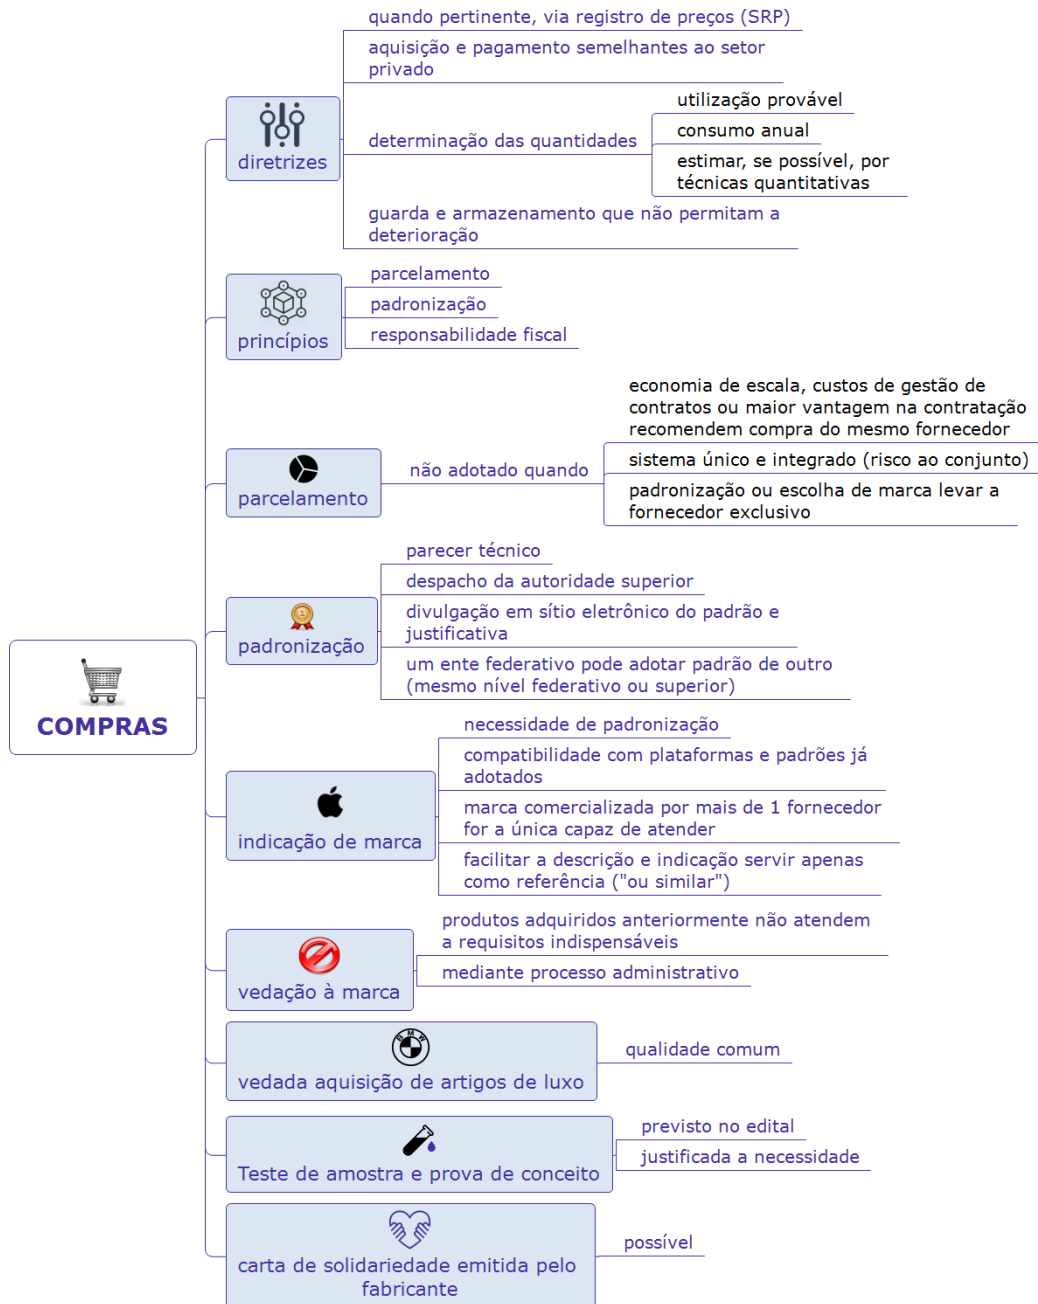 quando pertinente, via registro de preços (SRP)
aquisição e pagamento semelhantes ao setor
privado
utilização provável
determinação das quantidades
consumo anual
estimar, se possível, por
técnicas quantitativas
diretrizes
guarda e armazenamento que não permitam a
deterioração
parcelamento
padronização
responsabilidade fiscal
princípios
economia de escala, custos de gestão de
contratos ou maior vantagem na contratação
recomendem compra do mesmo fornecedor
não adotado quando
sistema único e integrado (risco ao conjunto)
padronização ou escolha de marca levar a
fornecedor exclusivo
parcelamento
parecer técnico
despacho da autoridade superior
divulgação em sítio eletrônico do padrão e
justificativa
um ente federativo pode adotar padrão de outro
(mesmo nível federativo ou superior)
padronização
COMPRAS
necessidade de padronização
compatibilidade com plataformas e padrões já
adotados
marca comercializada por mais de 1 fornecedor
for a única capaz de atender
facilitar a descrição e indicação servir apenas
como referência ("ou similar")
indicação de marca
produtos adquiridos anteriormente não atendem
a requisitos indispensáveis
mediante processo administrativo
vedação à marca
BMW
vedada aquisição de artigos de luxo
qualidade comum
previsto no edital
justificada a necessidade
Teste de amostra e prova de conceito
carta de solidariedade emitida pelo
fabricante
possível